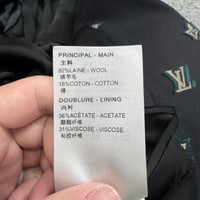 PRINCIPAL - MAIN
主料
82%LAINE - WOOL
绵羊毛
18%COTON - COTTON
棉
DOUBLURE - LINING
内衬
36%ACETATE - ACETATE
醋酯纤维
31%VISCOSE - VISCOSE
粘胶纤维